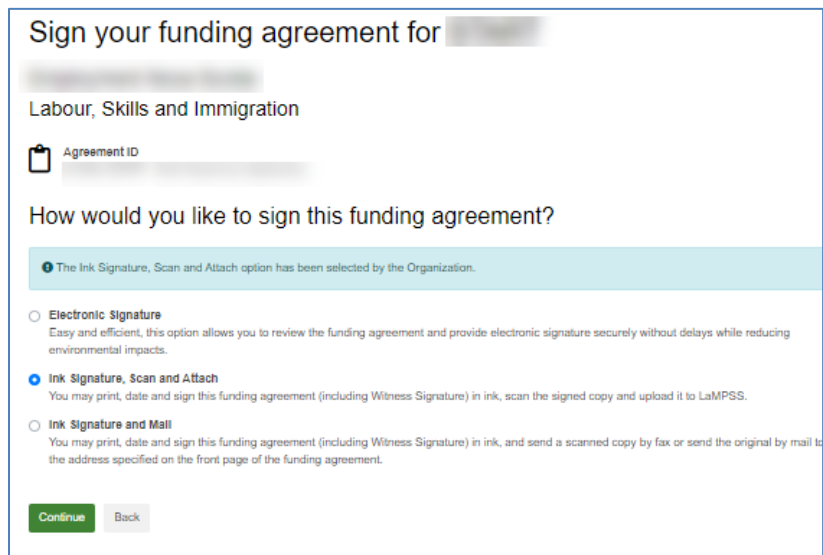 Sign your funding agreement for
Labour, Skills and Immigration
Agreement ID
How would you like to sign this funding agreement?
The Ink Signature, Scan and Attach option has been selected by the Organization.
Electronic Signature
Easy and efficient, this option allows you to review the funding agreement and provide electronic signature securely without delays while reducing
environmental impacts.
Ink Signature, Scan and Attach
You may print, date and sign this funding agreement (including Witness Signature) in ink, scan the signed copy and upload it to LaMPSS.
Ink Signature and Mail
You may print, date and sign this funding agreement (including Witness Signature) in ink, and send a scanned copy by fax or send the original by mail to
the address specified on the front page of the funding agreement.
Continue Back